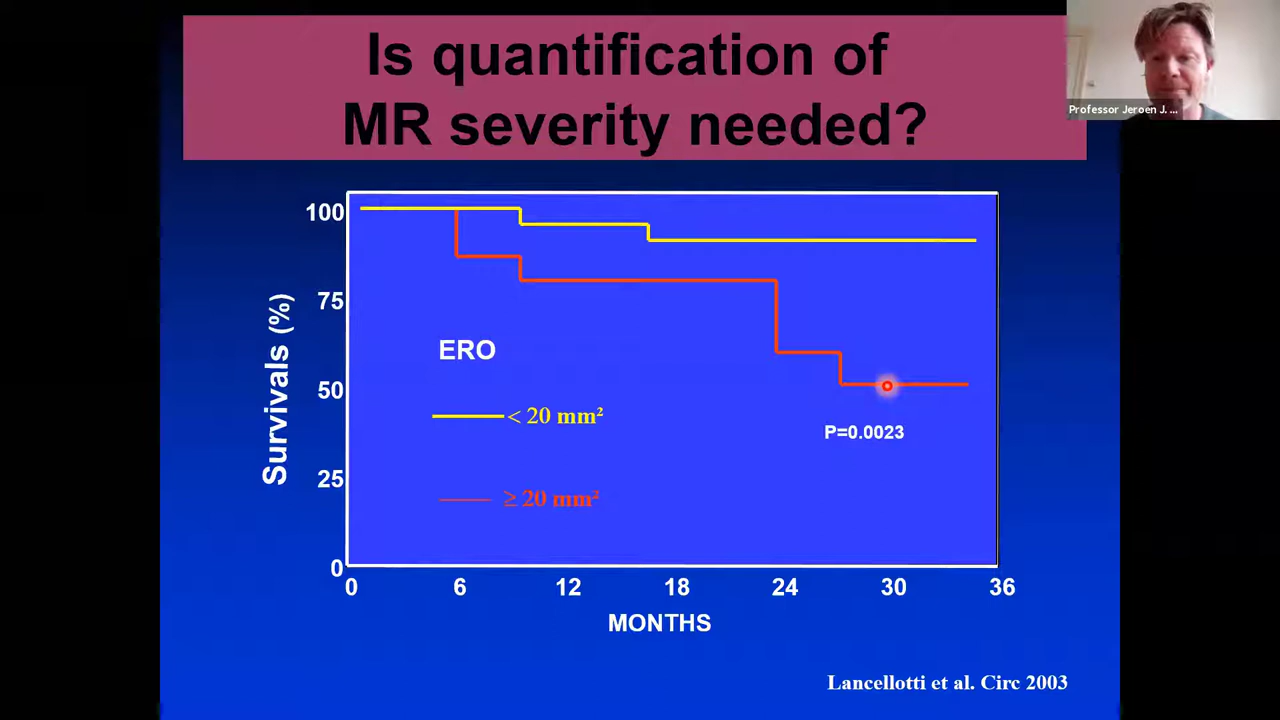 Is quantification of
MR severity needed?
Professor Jeroen J. ...
Survivals (%)
100
75
50
25
0
ERO
< 20 mm²
≥ 20 mm²
P=0.0023
0 6 12 18 24 30 36
MONTHS
Lancellotti et al. Circ 2003